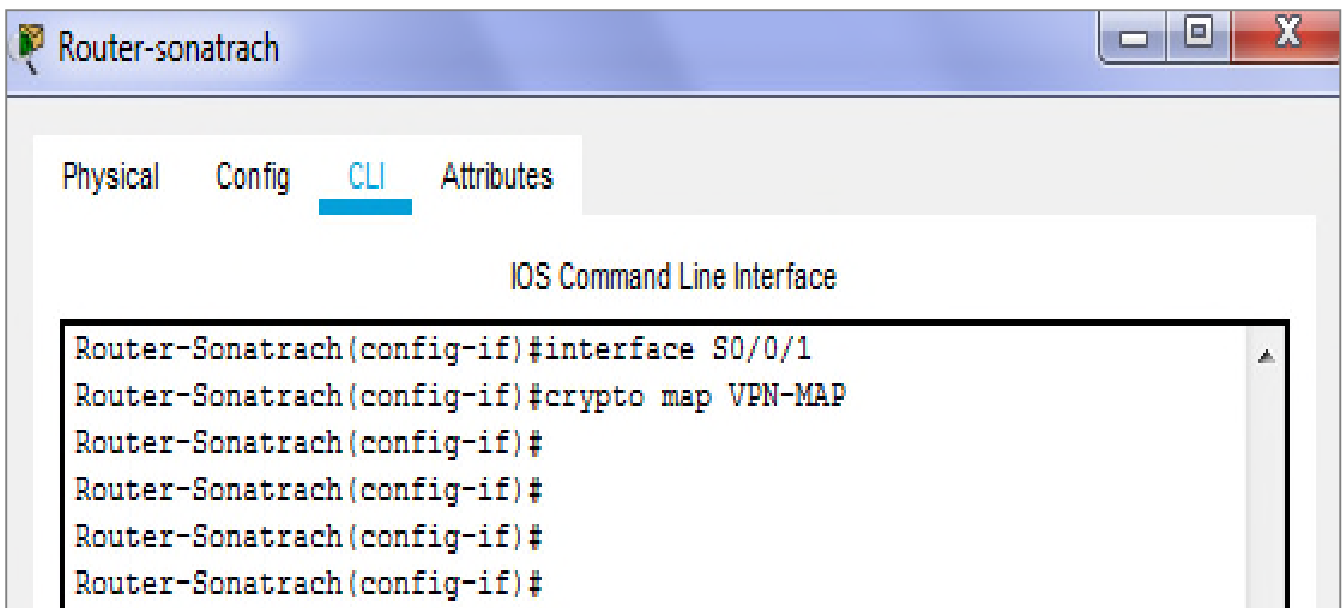 Router-sonatrach
Physical Config CLI Attributes
IOS Command Line Interface
Router-Sonatrach(config-if)#interface S0/0/1
Router-Sonatrach(config-if)#crypto map VPN-MAP
Router-Sonatrach(config-if)#
Router-Sonatrach(config-if)#
Router-Sonatrach(config-if)#
Router-Sonatrach(config-if)#